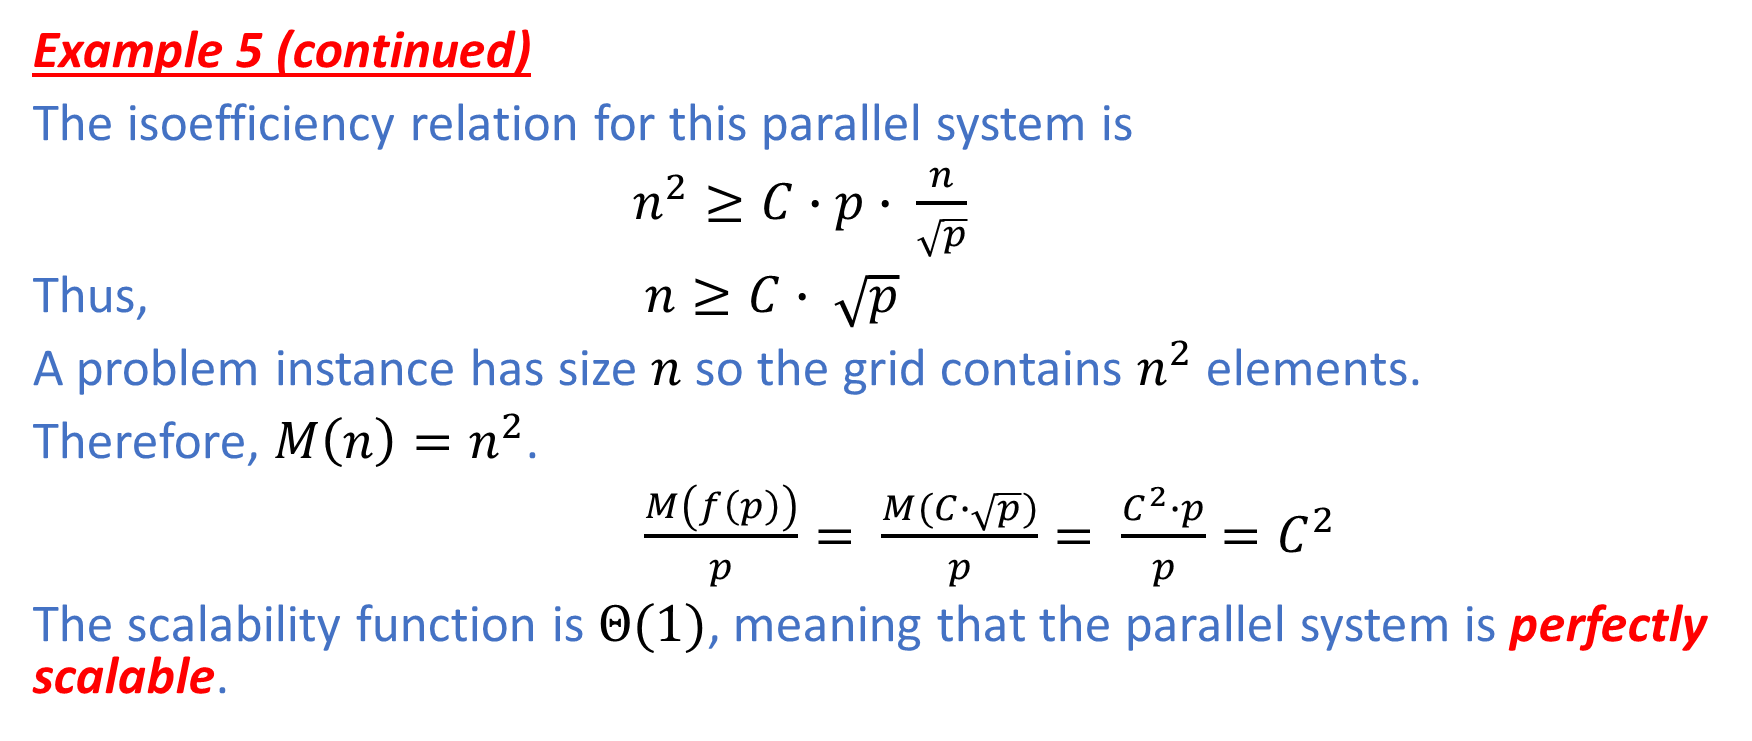 Example 5 (continued)
The isoefficiency relation for this parallel system is
n² ≥ C · p · n/√p
Thus, n ≥ C · √p
A problem instance has size n so the grid contains n² elements.
Therefore, M(n) = n².
M(f(p))/p = M(C·√p)/p = C²·p/p = C²
The scalability function is Θ(1), meaning that the parallel system is perfectly
scalable.